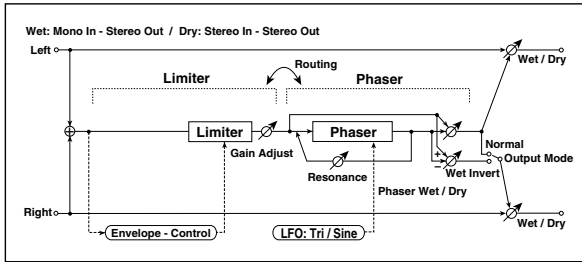 Wet: Mono In - Stereo Out / Dry: Stereo In - Stereo Out
Left
Wet / Dry
Routing
Limiter
Phaser
Limiter
Phaser
Normal
Gain Adjust
Output Mode
+
−
Resonance
Wet Invert
Phaser Wet / Dry
Right
Wet / Dry
Envelope - Control
LFO: Tri / Sine